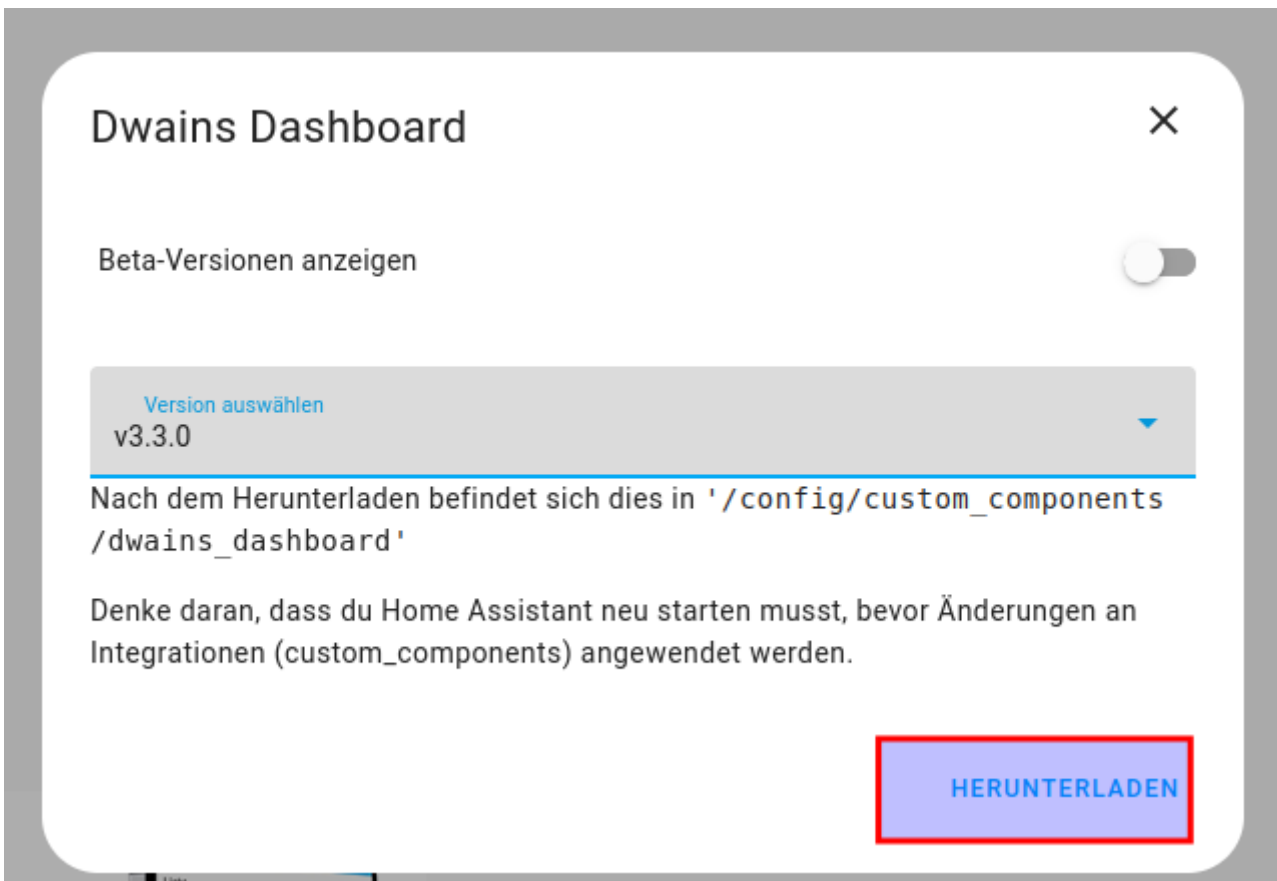 Dwains Dashboard
Beta-Versionen anzeigen
Version auswählen
v3.3.0
Nach dem Herunterladen befindet sich dies in '/config/custom_components
/dwains_dashboard'
Denke daran, dass du Home Assistant neu starten musst, bevor Änderungen an
Integrationen (custom_components) angewendet werden.
HERUNTERLADEN